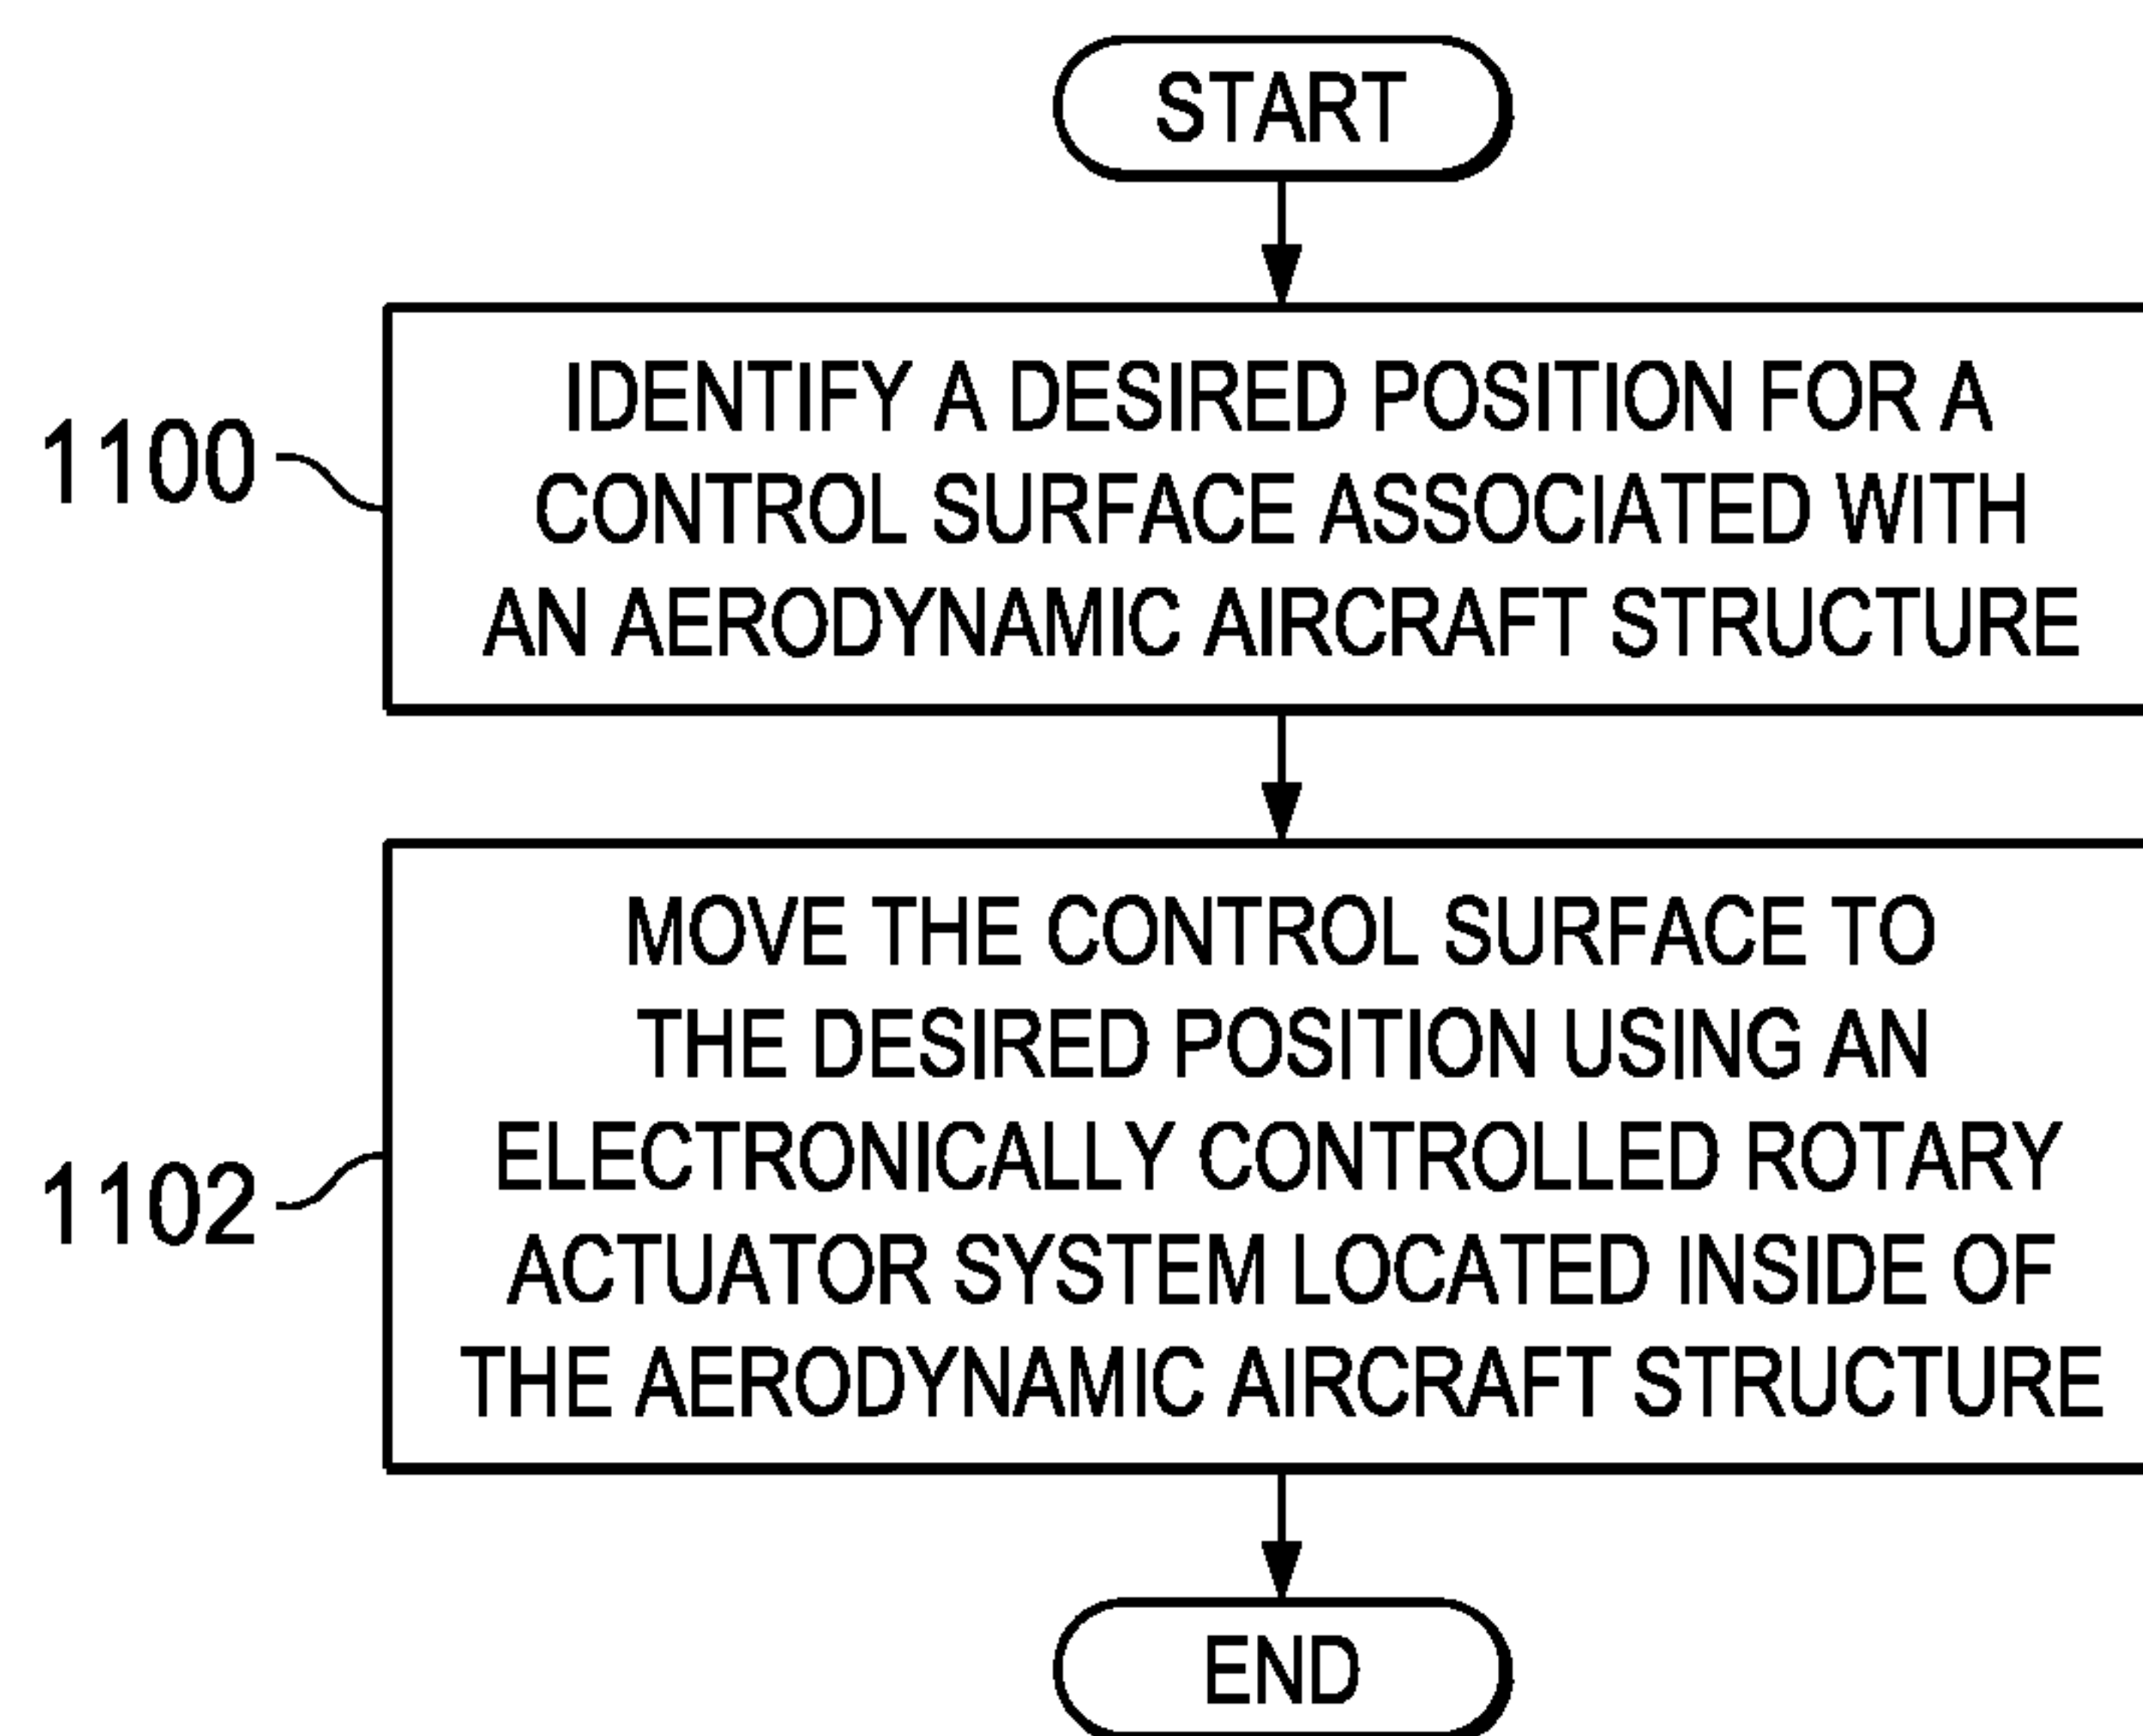 START
1100
IDENTIFY A DESIRED POSITION FOR A
CONTROL SURFACE ASSOCIATED WITH
AN AERODYNAMIC AIRCRAFT STRUCTURE
1102
MOVE THE CONTROL SURFACE TO
THE DESIRED POSITION USING AN
ELECTRONICALLY CONTROLLED ROTARY
ACTUATOR SYSTEM LOCATED INSIDE OF
THE AERODYNAMIC AIRCRAFT STRUCTURE
END